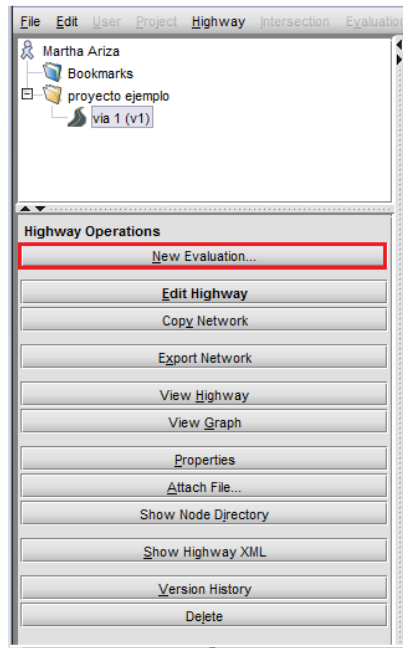 File Edit User Project Highway Intersection Evaluation
Martha Ariza
Bookmarks
proyecto ejemplo
via 1 (v1)
Highway Operations
New Evaluation...
Edit Highway
Copy Network
Export Network
View Highway
View Graph
Properties
Attach File...
Show Node Directory
Show Highway XML
Version History
Delete